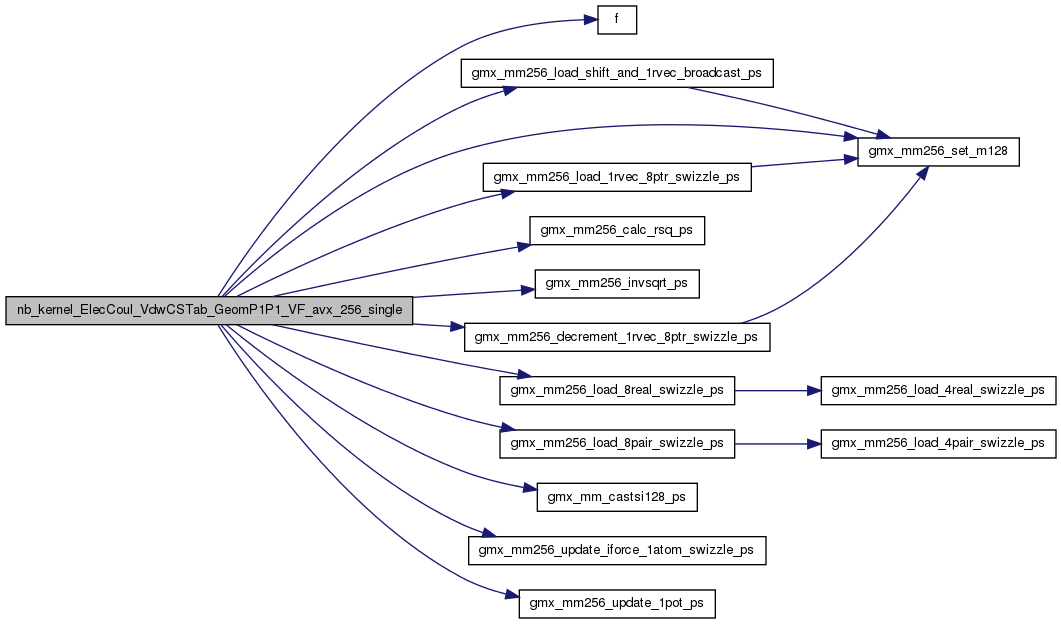 f
gmx_mm256_load_shift_and_1rvec_broadcast_ps
gmx_mm256_set_m128
gmx_mm256_load_1rvec_8ptr_swizzle_ps
gmx_mm256_calc_rsq_ps
gmx_mm256_invsqrt_ps
nb_kernel_ElecCoul_VdwCSTab_GeomP1P1_VF_avx_256_single
gmx_mm256_decrement_1rvec_8ptr_swizzle_ps
gmx_mm256_load_8real_swizzle_ps
gmx_mm256_load_4real_swizzle_ps
gmx_mm256_load_8pair_swizzle_ps
gmx_mm256_load_4pair_swizzle_ps
gmx_mm_castsi128_ps
gmx_mm256_update_iforce_1atom_swizzle_ps
gmx_mm256_update_1pot_ps